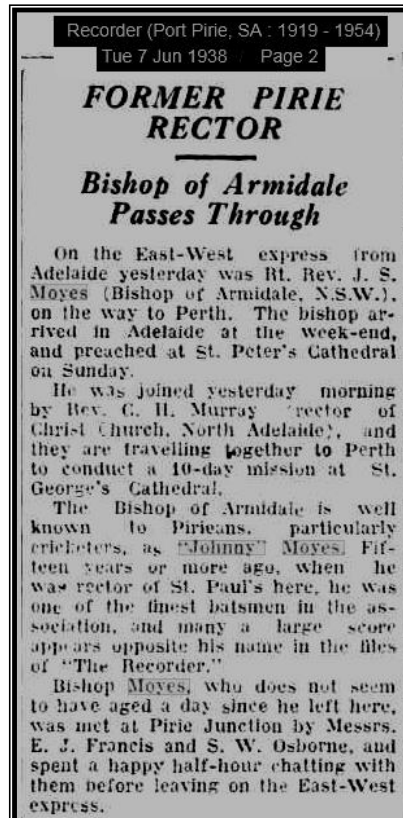 Recorder (Port Pirie, SA : 1919 - 1954)
Tue 7 Jun 1938 / Page 2
FORMER PIRIE
RECTOR
Bishop of Armidale
Passes Through
On the East-West express from
Adelaide yesterday was Rt. Rev. J. S.
Moyes (Bishop of Armidale, N.S.W.),
on the way to Perth. The bishop ar-
rived in Adelaide at the week-end,
and preached at St. Peter's Cathedral
on Sunday.
He was joined yesterday morning
by Rev. C. H. Murray (rector of
Christ Church, North Adelaide), and
they are travelling together to Perth
to conduct a 10-day mission at St.
George's Cathedral.
The Bishop of Armidale is well
known to Pirieans, particularly
cricketers, as "Johnny" Moyes. Fif-
teen years or more ago, when he
was rector of St. Paul's here, he was
one of the finest batsmen in the as-
sociation, and many a large score
appears opposite his name in the files
of "The Recorder."
Bishop Moyes, who does not seem
to have aged a day since he left here,
was met at Pirie Junction by Messrs.
E. J. Francis and S. W. Osborne, and
spent a happy half-hour chatting with
them before leaving on the East-West
express.